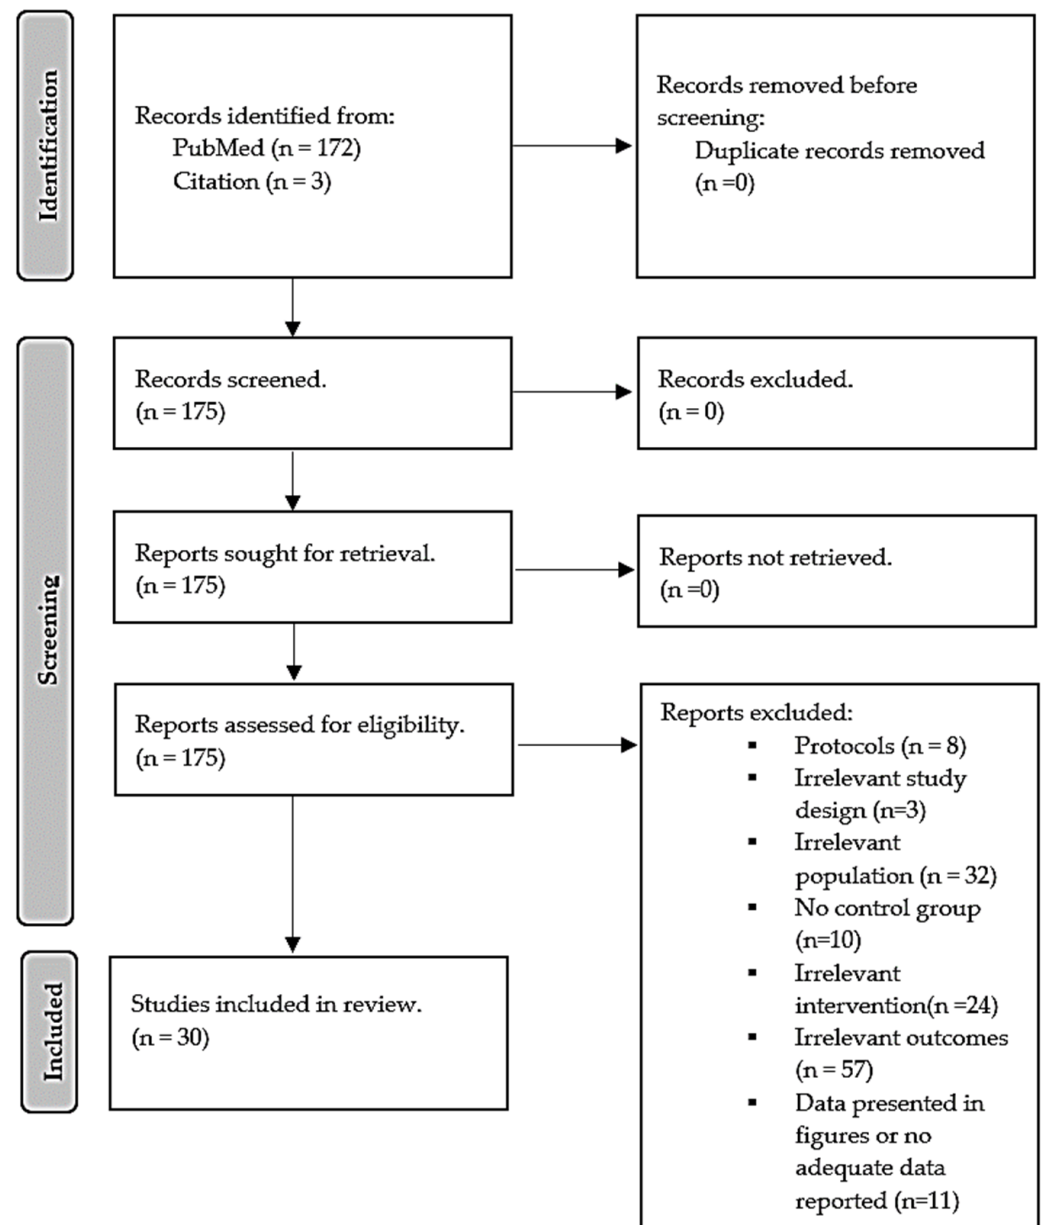 Identification
Records identified from:
PubMed (n = 172)
Citation (n = 3)
Records removed before
screening:
Duplicate records removed
(n =0)
Screening
Records screened.
(n = 175)
Records excluded.
(n = 0)
Reports sought for retrieval.
(n = 175)
Reports not retrieved.
(n =0)
Reports assessed for eligibility.
(n = 175)
Reports excluded:
▪ Protocols (n = 8)
▪ Irrelevant study
design (n=3)
▪ Irrelevant
population (n = 32)
▪ No control group
(n=10)
▪ Irrelevant
intervention(n =24)
▪ Irrelevant outcomes
(n = 57)
▪ Data presented in
figures or no
adequate data
reported (n=11)
Included
Studies included in review.
(n = 30)